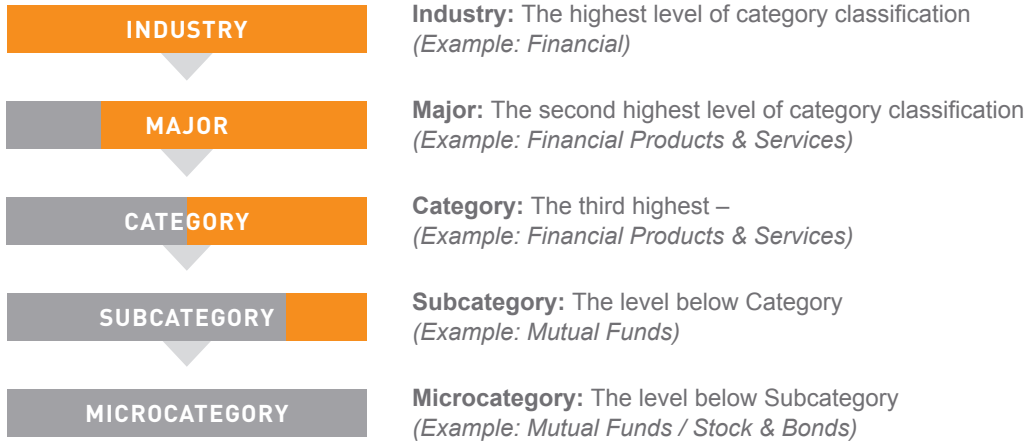 INDUSTRY
Industry: The highest level of category classification
(Example: Financial)
MAJOR
Major: The second highest level of category classification
(Example: Financial Products & Services)
CATEGORY
Category: The third highest –
(Example: Financial Products & Services)
SUBCATEGORY
Subcategory: The level below Category
(Example: Mutual Funds)
MICROCATEGORY
Microcategory: The level below Subcategory
(Example: Mutual Funds / Stock & Bonds)